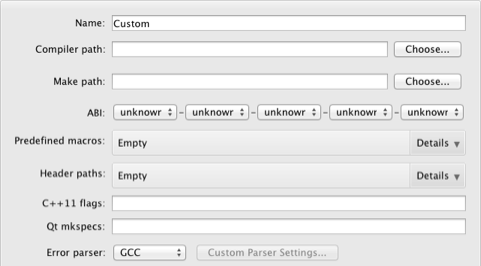 Name: Custom
Compiler path: Choose...
Make path: Choose...
ABI: unknowr - unknowr - unknowr - unknowr - unknowr
Predefined macros: Empty Details
Header paths: Empty Details
C++11 flags:
Qt mkspecs:
Error parser: GCC Custom Parser Settings...